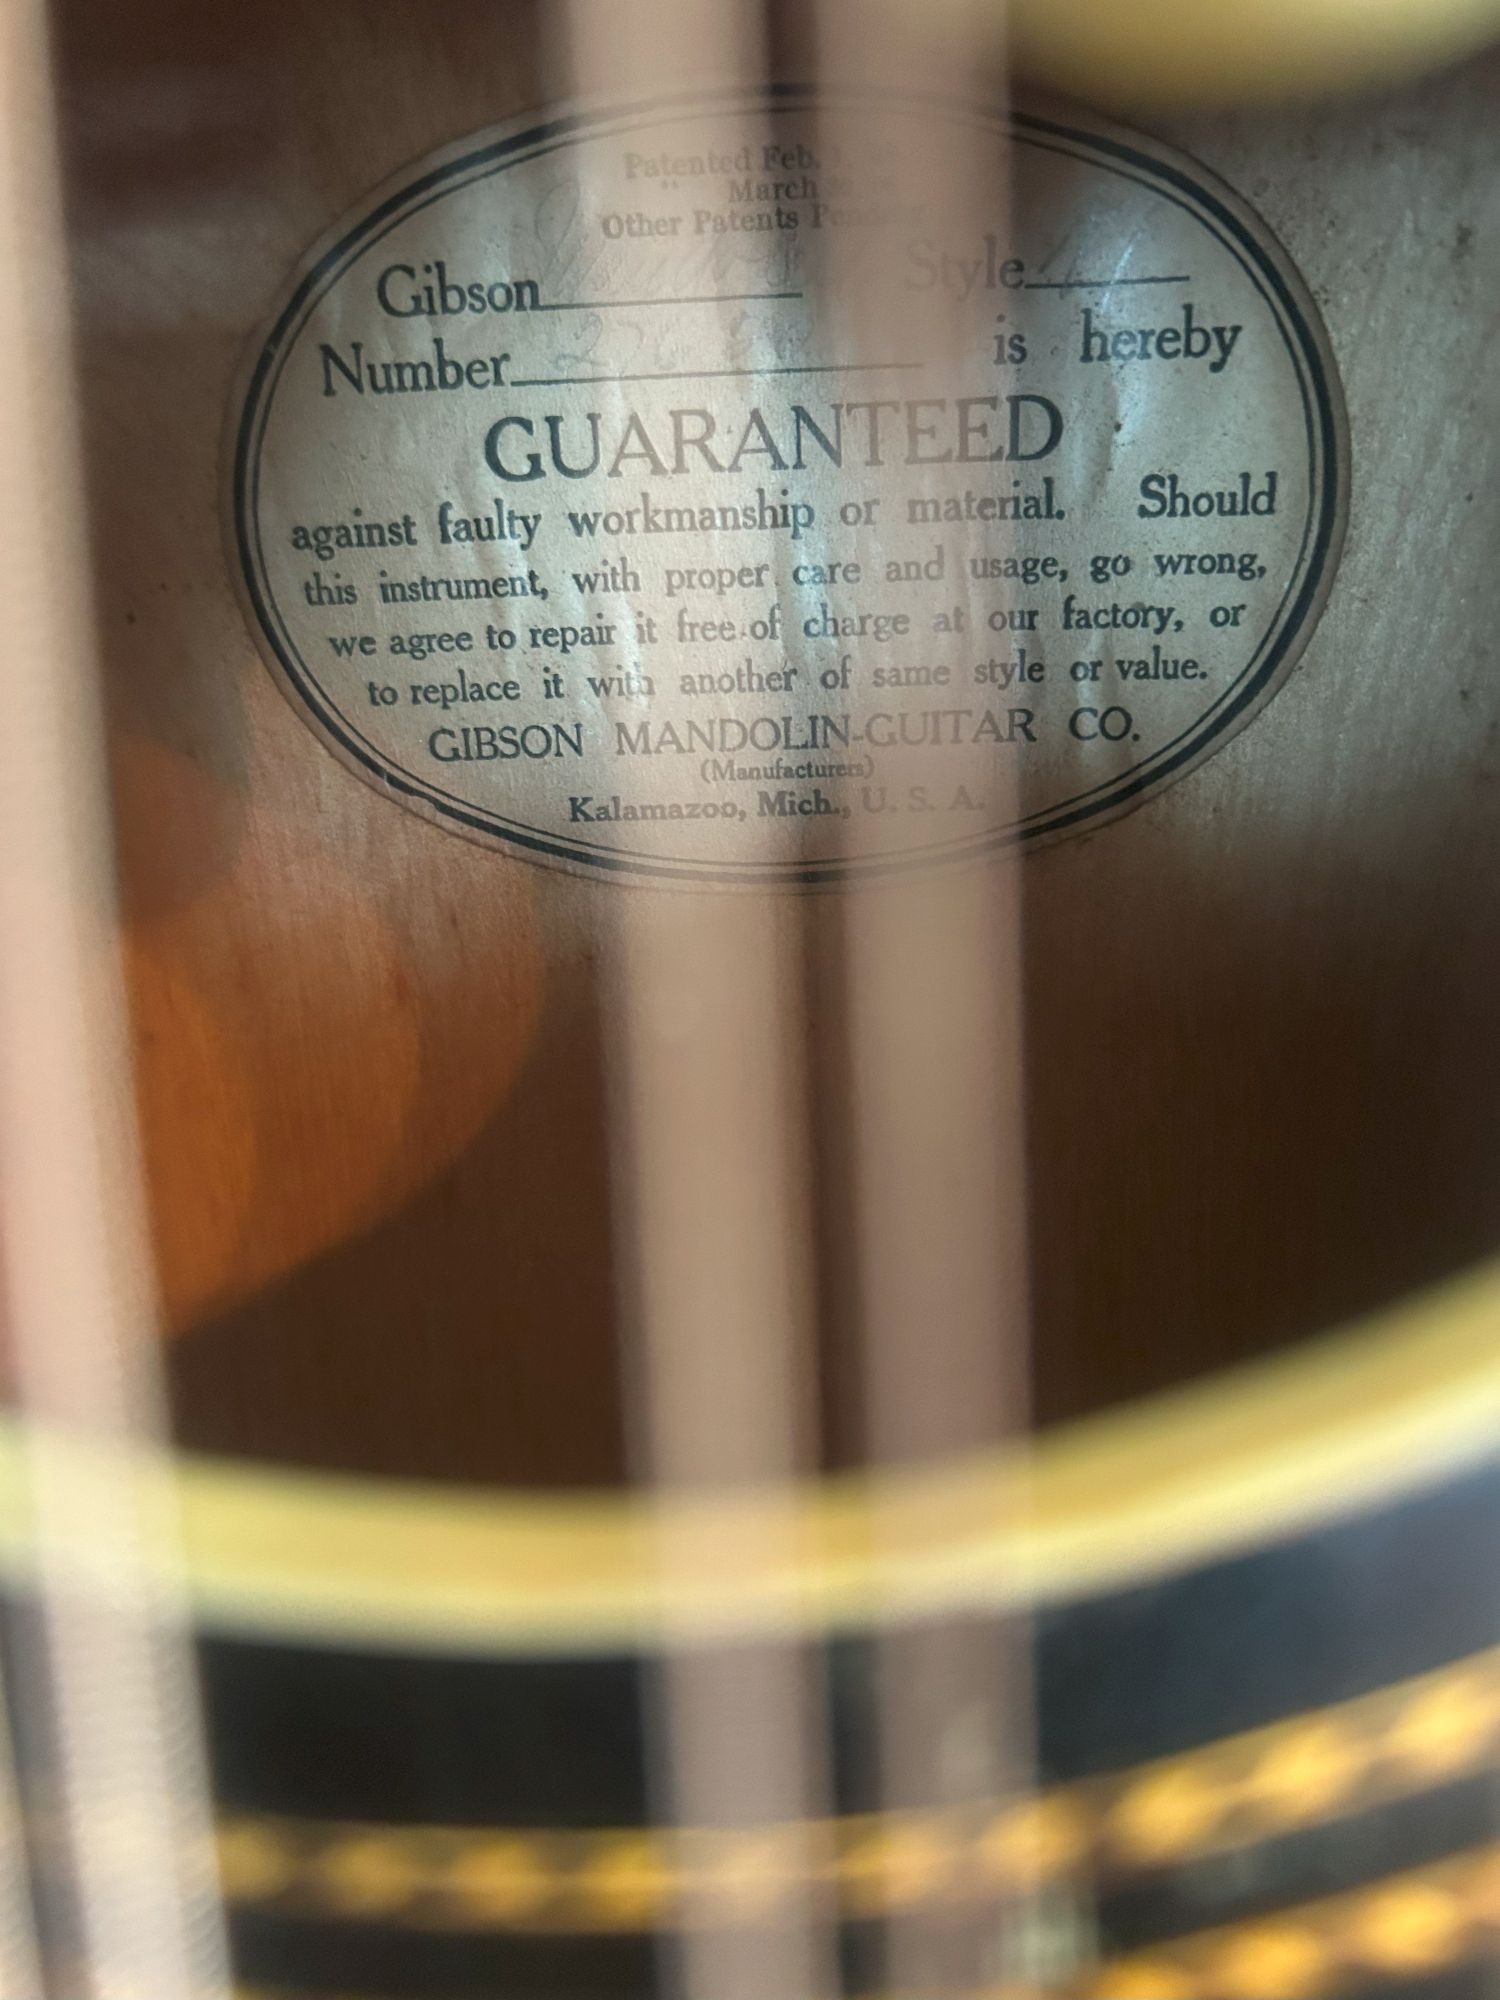 Patented Feb.
" March
Other Patents Pending
Gibson Style
Number is hereby
GUARANTEED
against faulty workmanship or material. Should
this instrument, with proper care and usage, go wrong,
we agree to repair it free of charge at our factory, or
to replace it with another of same style or value.
GIBSON MANDOLIN-GUITAR CO.
(Manufacturers)
Kalamazoo, Mich., U. S. A.